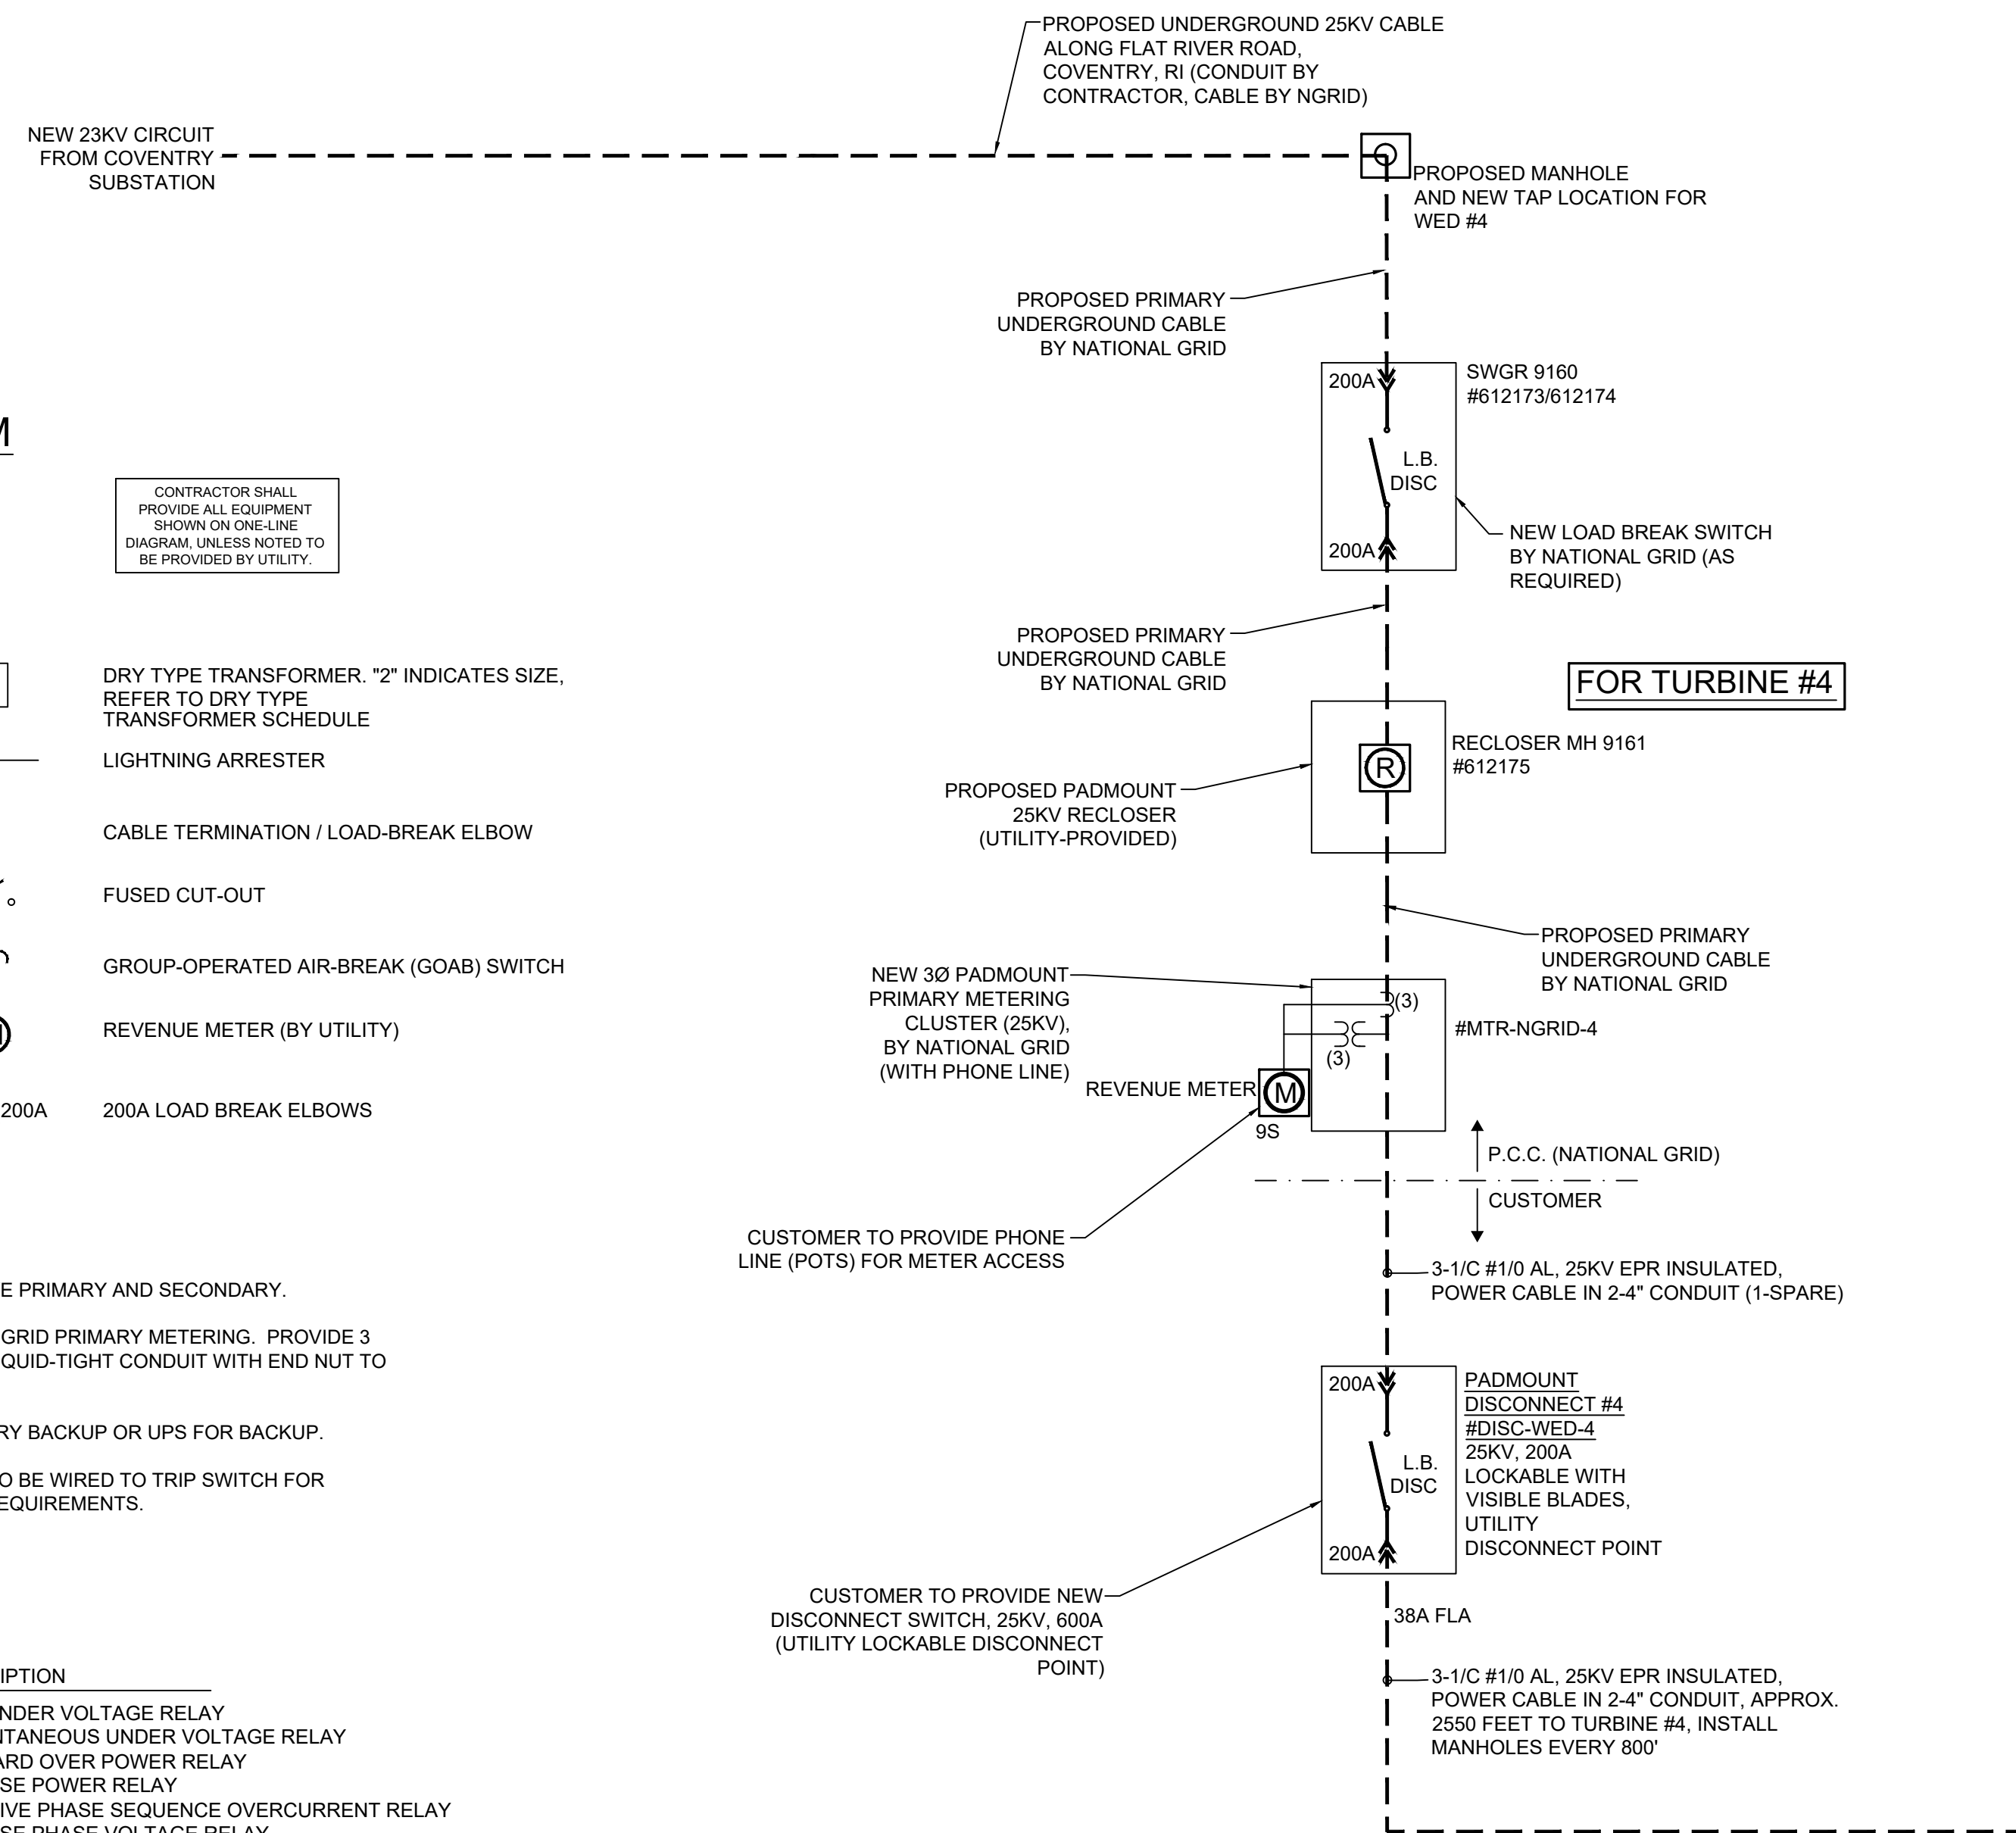 PROPOSED UNDERGROUND 25KV CABLE
ALONG FLAT RIVER ROAD,
COVENTRY, RI (CONDUIT BY
CONTRACTOR, CABLE BY NGRID)
NEW 23KV CIRCUIT
FROM COVENTRY
SUBSTATION
PROPOSED MANHOLE
AND NEW TAP LOCATION FOR
WED #4
PROPOSED PRIMARY
UNDERGROUND CABLE
BY NATIONAL GRID
200A
SWGR 9160
#612173/612174
L.B.
DISC
200A
NEW LOAD BREAK SWITCH
BY NATIONAL GRID (AS
REQUIRED)
M
CONTRACTOR SHALL
PROVIDE ALL EQUIPMENT
SHOWN ON ONE-LINE
DIAGRAM, UNLESS NOTED TO
BE PROVIDED BY UTILITY.
PROPOSED PRIMARY
UNDERGROUND CABLE
BY NATIONAL GRID
FOR TURBINE #4
DRY TYPE TRANSFORMER. "2" INDICATES SIZE,
REFER TO DRY TYPE
TRANSFORMER SCHEDULE
LIGHTNING ARRESTER
CABLE TERMINATION / LOAD-BREAK ELBOW
FUSED CUT-OUT
GROUP-OPERATED AIR-BREAK (GOAB) SWITCH
REVENUE METER (BY UTILITY)
200A
200A LOAD BREAK ELBOWS
R
RECLOSER MH 9161
#612175
PROPOSED PADMOUNT
25KV RECLOSER
(UTILITY-PROVIDED)
PROPOSED PRIMARY
UNDERGROUND CABLE
BY NATIONAL GRID
NEW 3Ø PADMOUNT
PRIMARY METERING
CLUSTER (25KV),
BY NATIONAL GRID
(WITH PHONE LINE)
(3)
(3)
#MTR-NGRID-4
REVENUE METER
M
9S
P.C.C. (NATIONAL GRID)
CUSTOMER
CUSTOMER TO PROVIDE PHONE
LINE (POTS) FOR METER ACCESS
3-1/C #1/0 AL, 25KV EPR INSULATED,
POWER CABLE IN 2-4" CONDUIT (1-SPARE)
E PRIMARY AND SECONDARY.
GRID PRIMARY METERING. PROVIDE 3
QUID-TIGHT CONDUIT WITH END NUT TO
RY BACKUP OR UPS FOR BACKUP.
O BE WIRED TO TRIP SWITCH FOR
EQUIREMENTS.
200A
L.B.
DISC
200A
PADMOUNT
DISCONNECT #4
#DISC-WED-4
25KV, 200A
LOCKABLE WITH
VISIBLE BLADES,
UTILITY
DISCONNECT POINT
CUSTOMER TO PROVIDE NEW
DISCONNECT SWITCH, 25KV, 600A
(UTILITY LOCKABLE DISCONNECT
POINT)
38A FLA
3-1/C #1/0 AL, 25KV EPR INSULATED,
POWER CABLE IN 2-4" CONDUIT, APPROX.
2550 FEET TO TURBINE #4, INSTALL
MANHOLES EVERY 800'
IPTION
NDER VOLTAGE RELAY
NTANEOUS UNDER VOLTAGE RELAY
ARD OVER POWER RELAY
SE POWER RELAY
IVE PHASE SEQUENCE OVERCURRENT RELAY
SE PHASE VOLTAGE RELAY